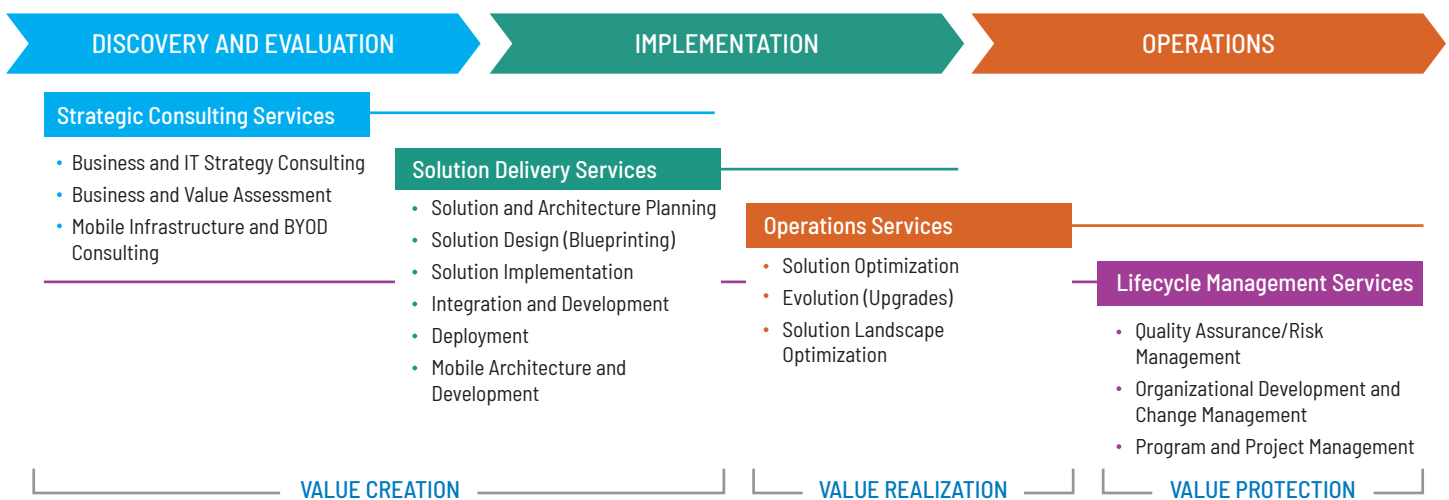 DISCOVERY AND EVALUATION
IMPLEMENTATION
OPERATIONS
Strategic Consulting Services
• Business and IT Strategy Consulting
• Business and Value Assessment
• Mobile Infrastructure and BYOD
Consulting
Solution Delivery Services
• Solution and Architecture Planning
• Solution Design (Blueprinting)
• Solution Implementation
• Integration and Development
• Deployment
• Mobile Architecture and
Development
Operations Services
• Solution Optimization
• Evolution (Upgrades)
• Solution Landscape
Optimization
Lifecycle Management Services
• Quality Assurance/Risk
Management
• Organizational Development and
Change Management
• Program and Project Management
VALUE CREATION
VALUE REALIZATION
VALUE PROTECTION